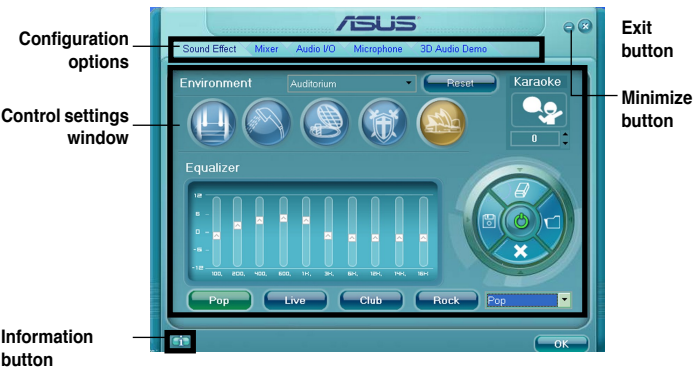 ASUS
Configuration
options
Sound Effect Mixer Audio I/O Microphone 3D Audio Demo
Exit
button
Control settings
window
Minimize
button
Environment Auditorium Reset Karaoke
0
Equalizer
12
6
0
-6
-12
100, 200, 400, 600, 1K, 3K, 6K, 12K, 14K, 16K
Pop Live Club Rock Pop
Information
button
i
OK